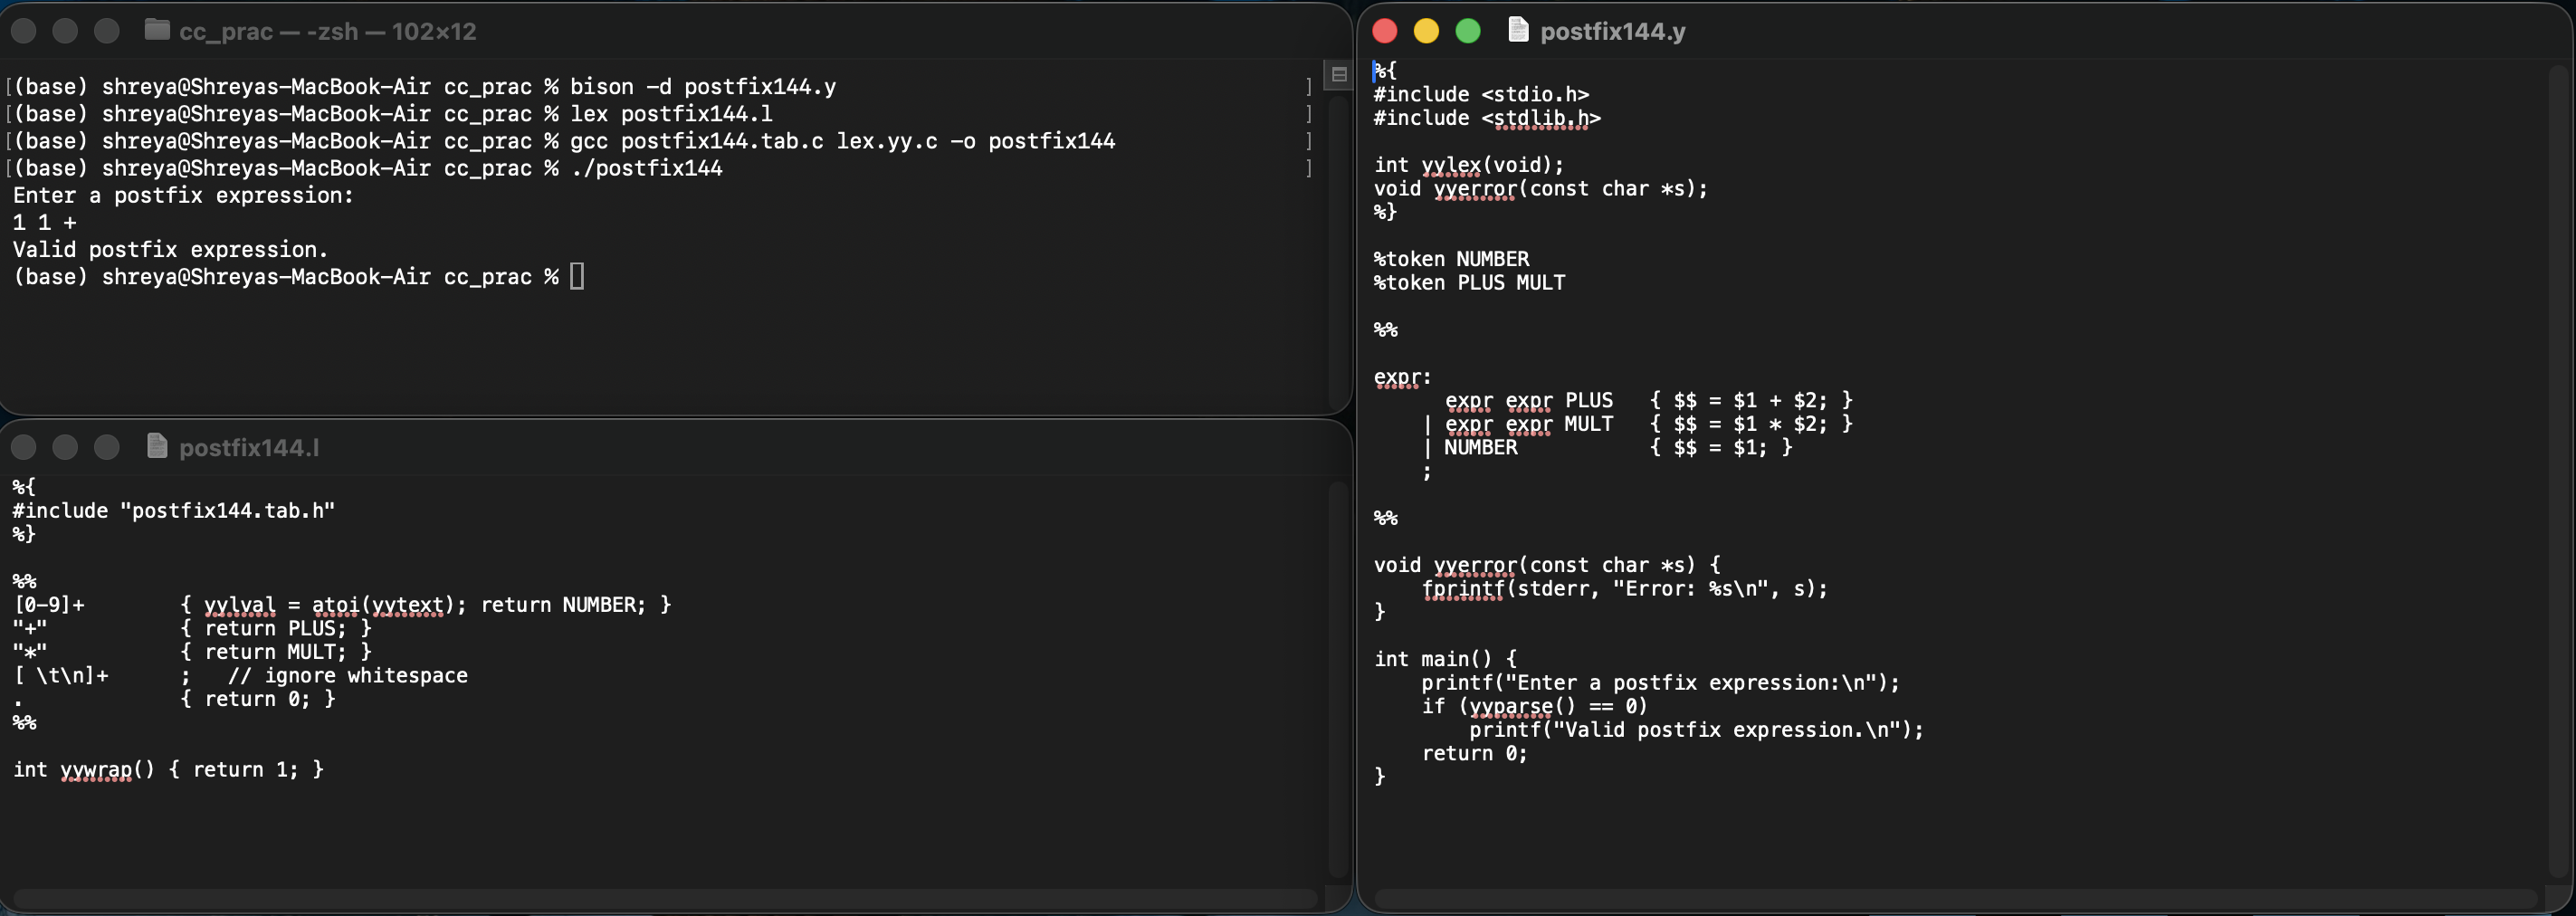 cc_prac — -zsh — 102×12
[(base) shreya@Shreyas-MacBook-Air cc_prac % bison -d postfix144.y ]
[(base) shreya@Shreyas-MacBook-Air cc_prac % lex postfix144.l ]
[(base) shreya@Shreyas-MacBook-Air cc_prac % gcc postfix144.tab.c lex.yy.c -o postfix144 ]
[(base) shreya@Shreyas-MacBook-Air cc_prac % ./postfix144 ]
Enter a postfix expression:
1 1 +
Valid postfix expression.
(base) shreya@Shreyas-MacBook-Air cc_prac %
postfix144.l
%{
#include "postfix144.tab.h"
%}
%%
[0-9]+        { yylval = atoi(yytext); return NUMBER; }
"+"           { return PLUS; }
"*"           { return MULT; }
[ \t\n]+      ;   // ignore whitespace
.             { return 0; }
%%
int yywrap() { return 1; }
postfix144.y
%{
#include <stdio.h>
#include <stdlib.h>
int yylex(void);
void yyerror(const char *s);
%}
%token NUMBER
%token PLUS MULT
%%
expr:
      expr expr PLUS   { $$ = $1 + $2; }
    | expr expr MULT   { $$ = $1 * $2; }
    | NUMBER           { $$ = $1; }
    ;
%%
void yyerror(const char *s) {
    fprintf(stderr, "Error: %s\n", s);
}
int main() {
    printf("Enter a postfix expression:\n");
    if (yyparse() == 0)
        printf("Valid postfix expression.\n");
    return 0;
}